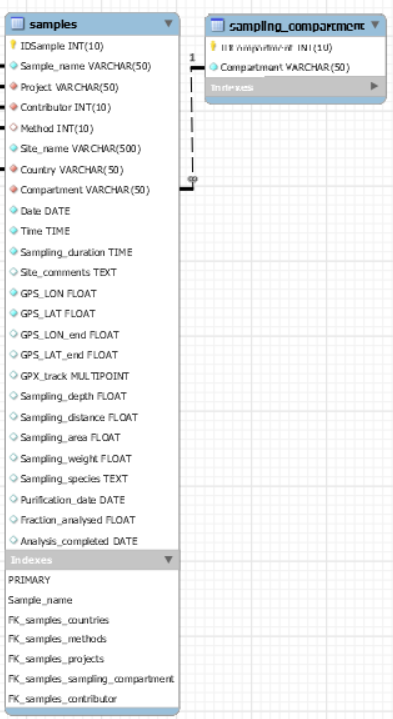 samples
IDSample INT(10)
Sample_name VARCHAR(50)
Project VARCHAR(50)
Contributor INT(10)
Method INT(10)
Site_name VARCHAR(500)
Country VARCHAR(50)
Compartment VARCHAR(50)
Date DATE
Time TIME
Sampling_duration TIME
Site_comments TEXT
GPS_LON FLOAT
GPS_LAT FLOAT
GPS_LON_end FLOAT
GPS_LAT_end FLOAT
GPX_track MULTIPOINT
Sampling_depth FLOAT
Sampling_distance FLOAT
Sampling_area FLOAT
Sampling_weight FLOAT
Sampling_species TEXT
Purification_date DATE
Fraction_analysed FLOAT
Analysis_completed DATE
Indexes
PRIMARY
Sample_name
FK_samples_countries
FK_samples_methods
FK_samples_projects
FK_samples_sampling_compartment
FK_samples_contributor
1
∞
sampling_compartment
IDCompartment INT(10)
Compartment VARCHAR(50)
Indexes